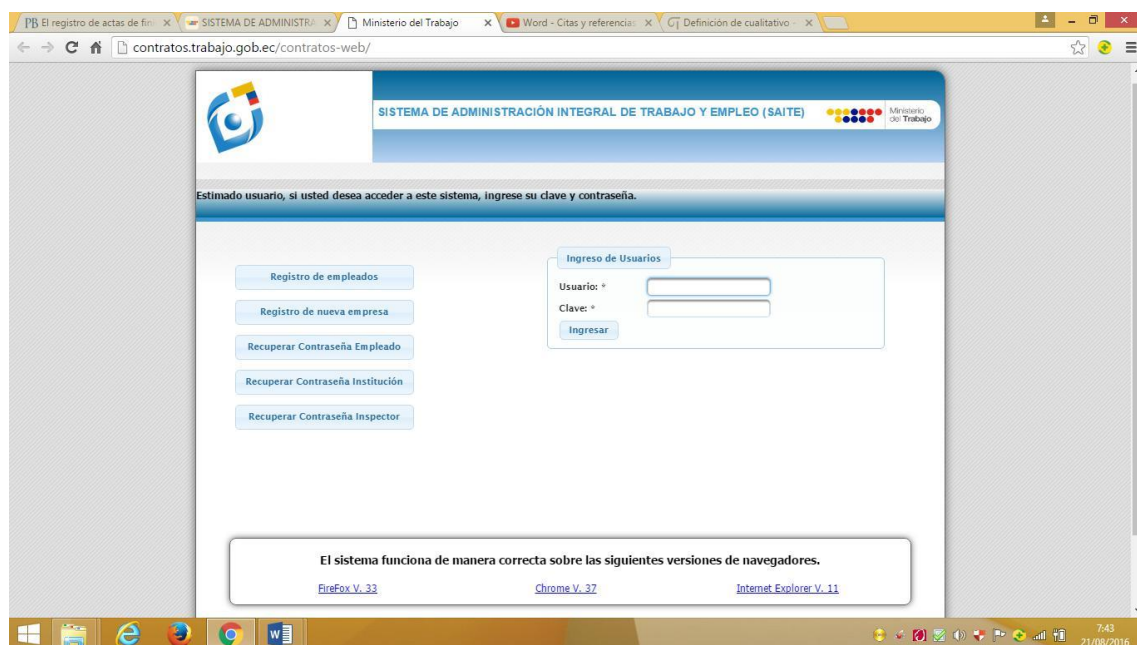 PB El registro de actas de fini
SISTEMA DE ADMINISTRA
Ministerio del Trabajo
Word - Citas y referencias
Definición de cualitativo -
contratos.trabajo.gob.ec/contratos-web/
SISTEMA DE ADMINISTRACIÓN INTEGRAL DE TRABAJO Y EMPLEO (SAITE)
Ministerio
del Trabajo
Estimado usuario, si usted desea acceder a este sistema, ingrese su clave y contraseña.
Registro de empleados
Registro de nueva empresa
Recuperar Contraseña Empleado
Recuperar Contraseña Institución
Recuperar Contraseña Inspector
Ingreso de Usuarios
Usuario: *
Clave: *
Ingresar
El sistema funciona de manera correcta sobre las siguientes versiones de navegadores.
FireFox V. 33
Chrome V. 37
Internet Explorer V. 11
7:43
21/08/2016